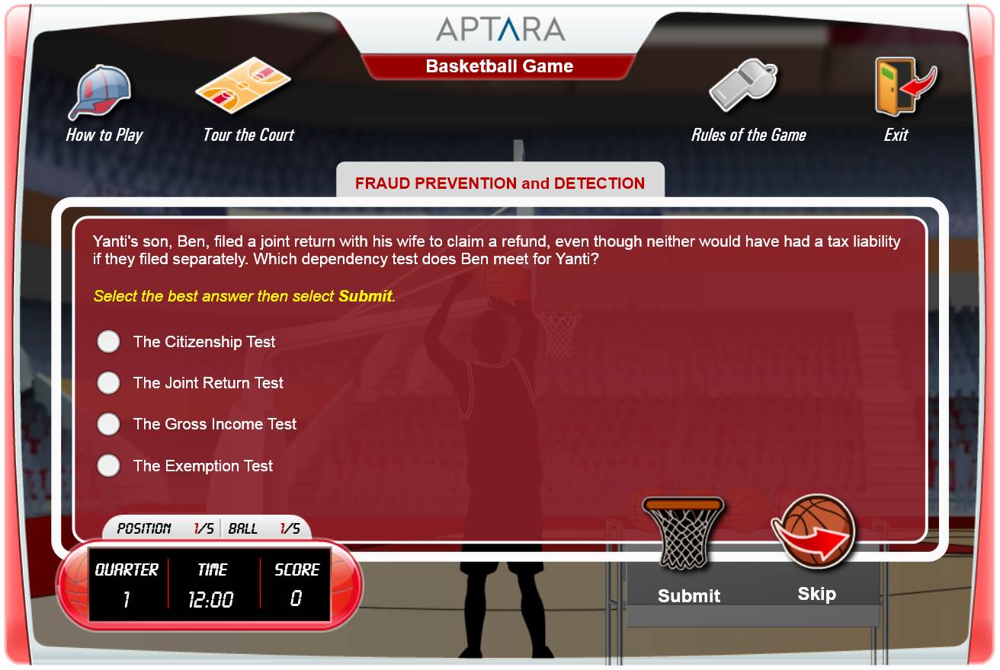 APTARA
Basketball Game
How to Play
Tour the Court
Rules of the Game
Exit
FRAUD PREVENTION and DETECTION
Yanti's son, Ben, filed a joint return with his wife to claim a refund, even though neither would have had a tax liability
if they filed separately. Which dependency test does Ben meet for Yanti?
Select the best answer then select Submit.
The Citizenship Test
The Joint Return Test
The Gross Income Test
The Exemption Test
POSITION 1/5 BALL 1/5
QUARTER TIME SCORE
1 12:00 0
Submit
Skip